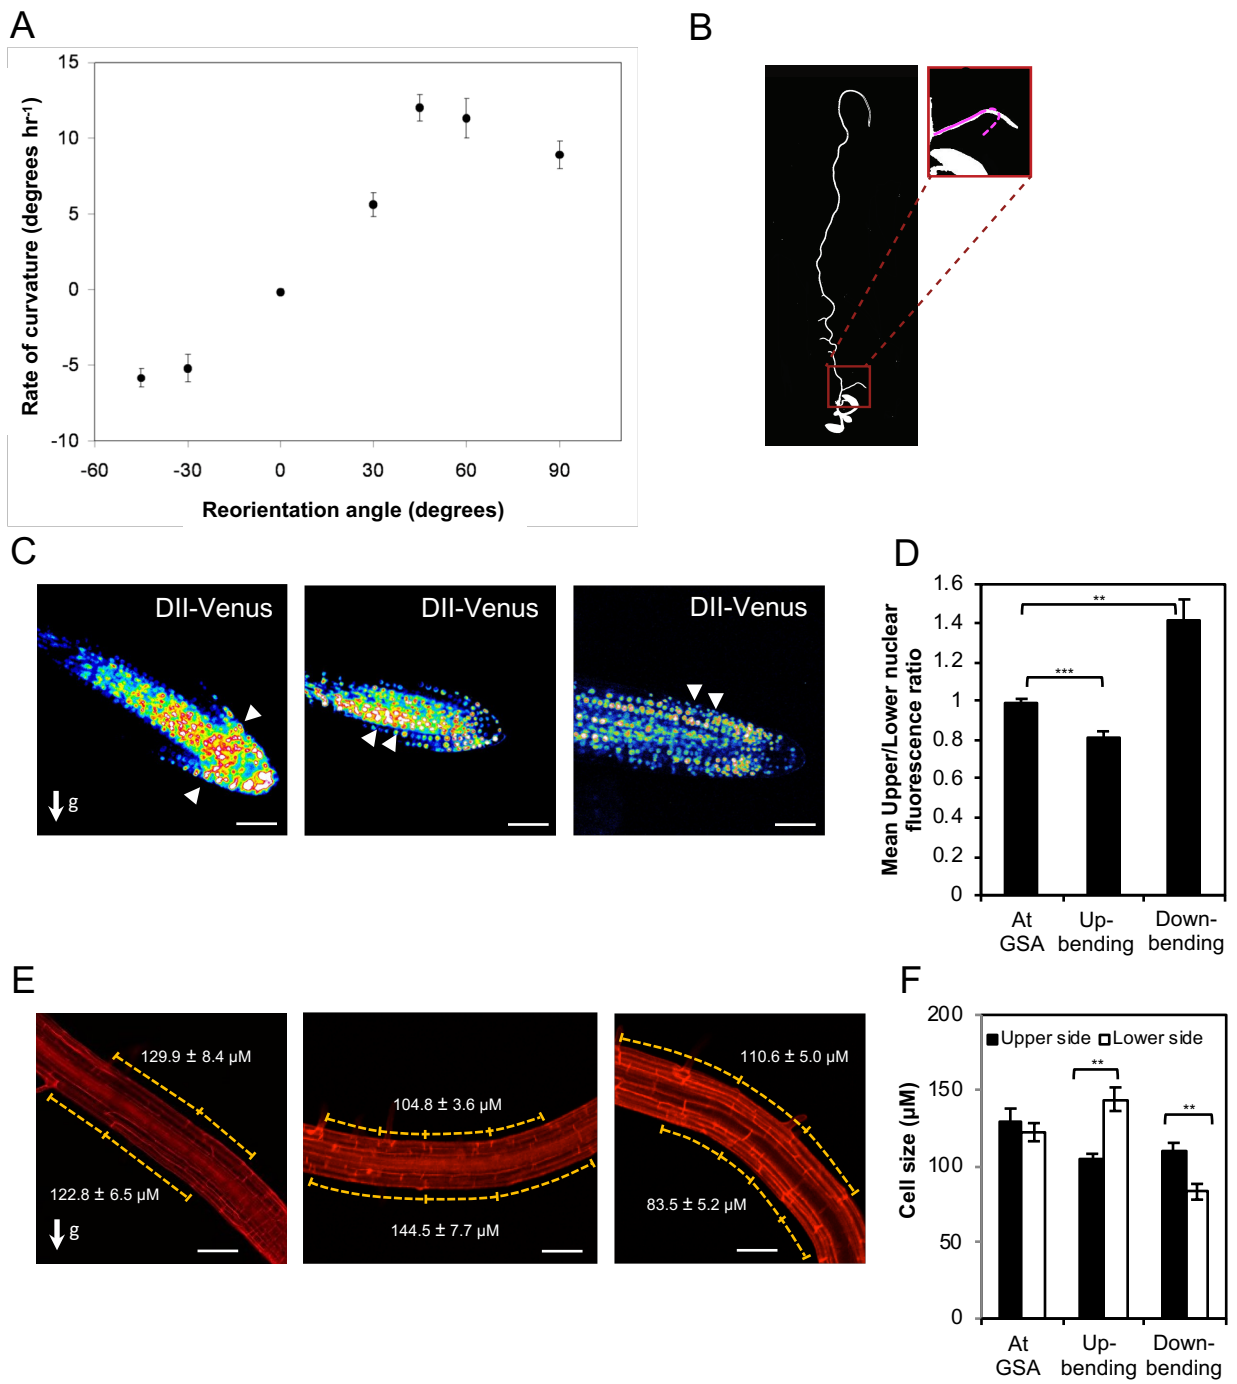 A
Rate of curvature (degrees hr-1)
15
10
5
0
-5
-10
-60 -30 0 30 60 90
Reorientation angle (degrees)
B
C
DII-Venus
g
DII-Venus
DII-Venus
D
Mean Upper/Lower nuclear
fluorescence ratio
1.6
1.4
1.2
1
0.8
0.6
0.4
0.2
0
**
***
At
GSA
Up-
bending
Down-
bending
E
129.9 ± 8.4 µM
122.8 ± 6.5 µM
g
104.8 ± 3.6 µM
144.5 ± 7.7 µM
110.6 ± 5.0 µM
83.5 ± 5.2 µM
F
Cell size (µM)
200
150
100
50
0
Upper side Lower side
**
**
At
GSA
Up-
bending
Down-
bending